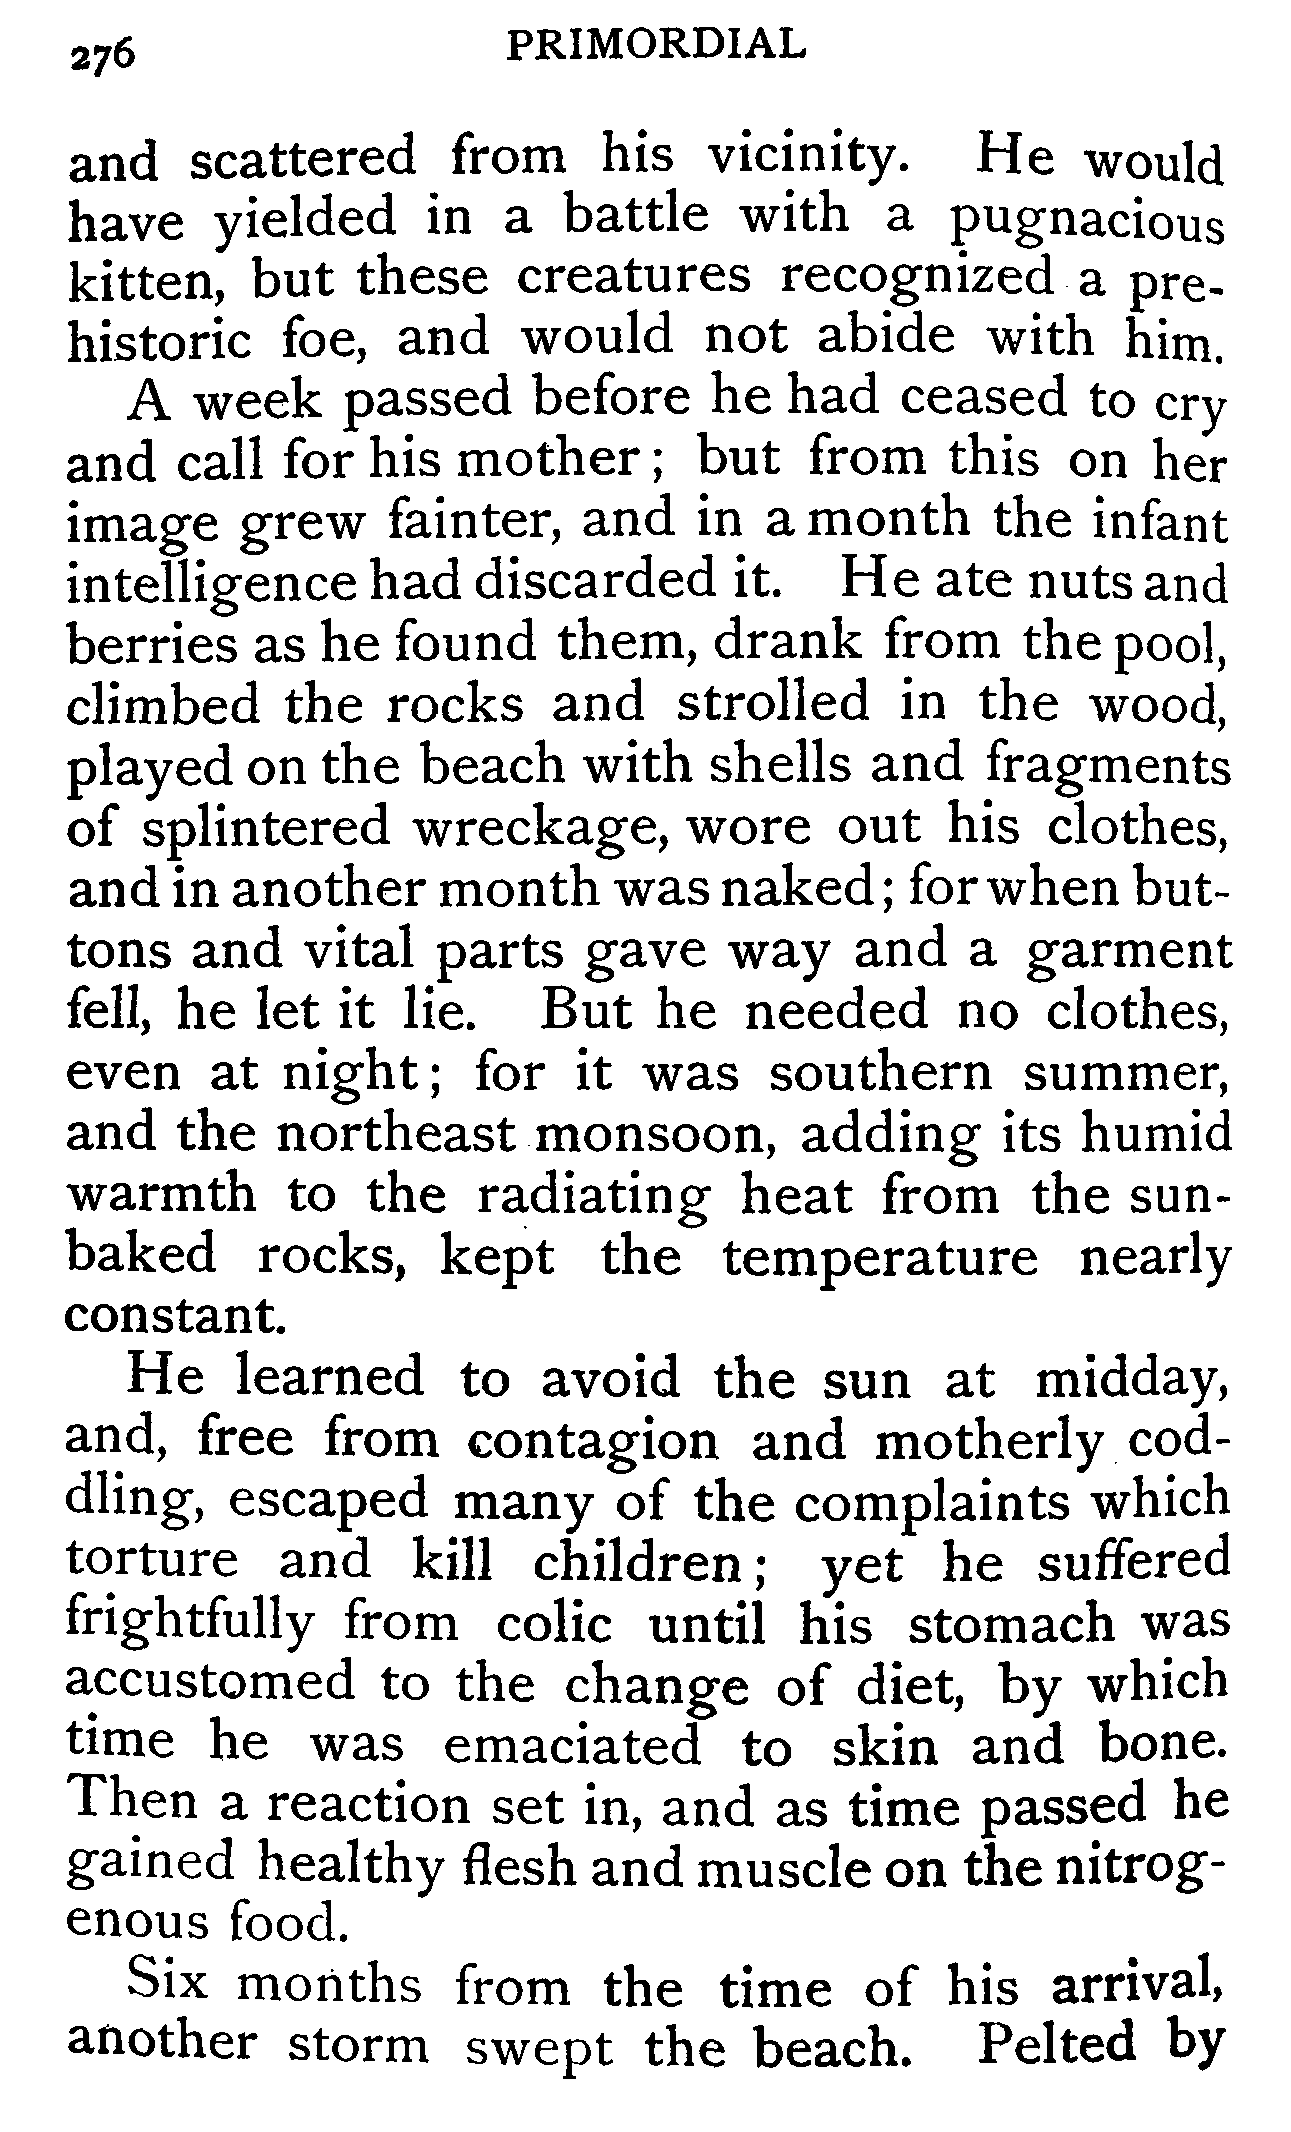 276 PRIMORDIAL
and scattered from his vicinity. He would
have yielded in a battle with a pugnacious
kitten, but these creatures recognized a pre-
historic foe, and would not abide with him.
A week passed before he had ceased to cry
and call for his mother; but from this on her
image grew fainter, and in a month the infant
intelligence had discarded it. He ate nuts and
berries as he found them, drank from the pool,
climbed the rocks and strolled in the wood,
played on the beach with shells and fragments
of splintered wreckage, wore out his clothes,
and in another month was naked; for when but-
tons and vital parts gave way and a garment
fell, he let it lie. But he needed no clothes,
even at night; for it was southern summer,
and the northeast monsoon, adding its humid
warmth to the radiating heat from the sun-
baked rocks, kept the temperature nearly
constant.
He learned to avoid the sun at midday,
and, free from contagion and motherly cod-
dling, escaped many of the complaints which
torture and kill children; yet he suffered
frightfully from colic until his stomach was
accustomed to the change of diet, by which
time he was emaciated to skin and bone.
Then a reaction set in, and as time passed he
gained healthy flesh and muscle on the nitrog-
enous food.
Six months from the time of his arrival,
another storm swept the beach. Pelted by